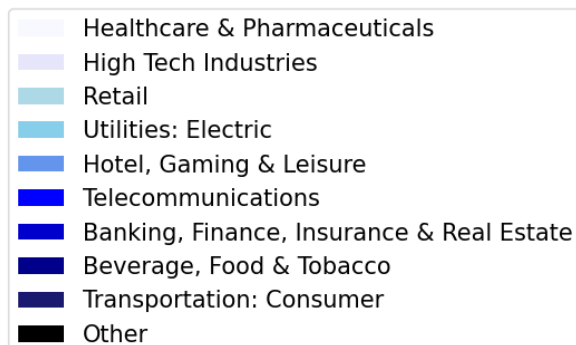 Healthcare & Pharmaceuticals
High Tech Industries
Retail
Utilities: Electric
Hotel, Gaming & Leisure
Telecommunications
Banking, Finance, Insurance & Real Estate
Beverage, Food & Tobacco
Transportation: Consumer
Other